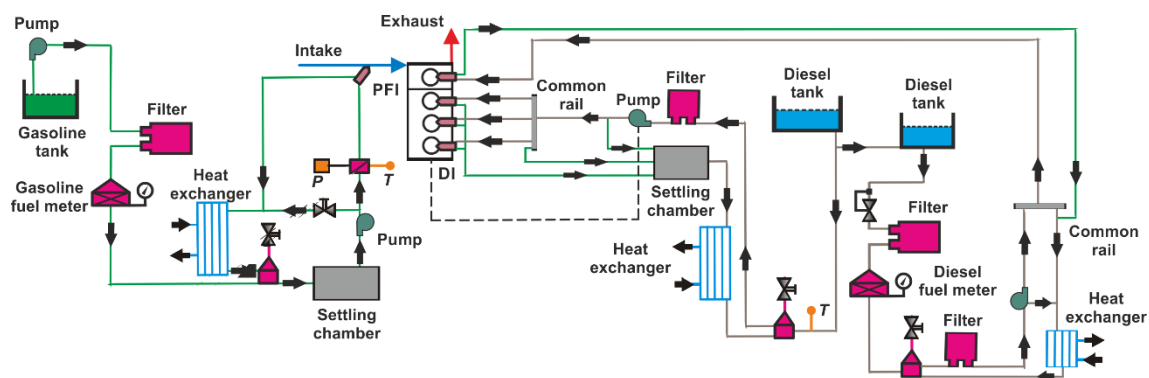 Pump
Gasoline
tank
Filter
Gasoline
fuel meter
Heat
exchanger
Intake
Exhaust
PFI
DI
P
T
Pump
Settling
chamber
Common
rail
Pump
Filter
Settling
chamber
Heat
exchanger
Diesel
tank
Diesel
tank
T
Filter
Diesel
fuel meter
Filter
Common
rail
Heat
exchanger